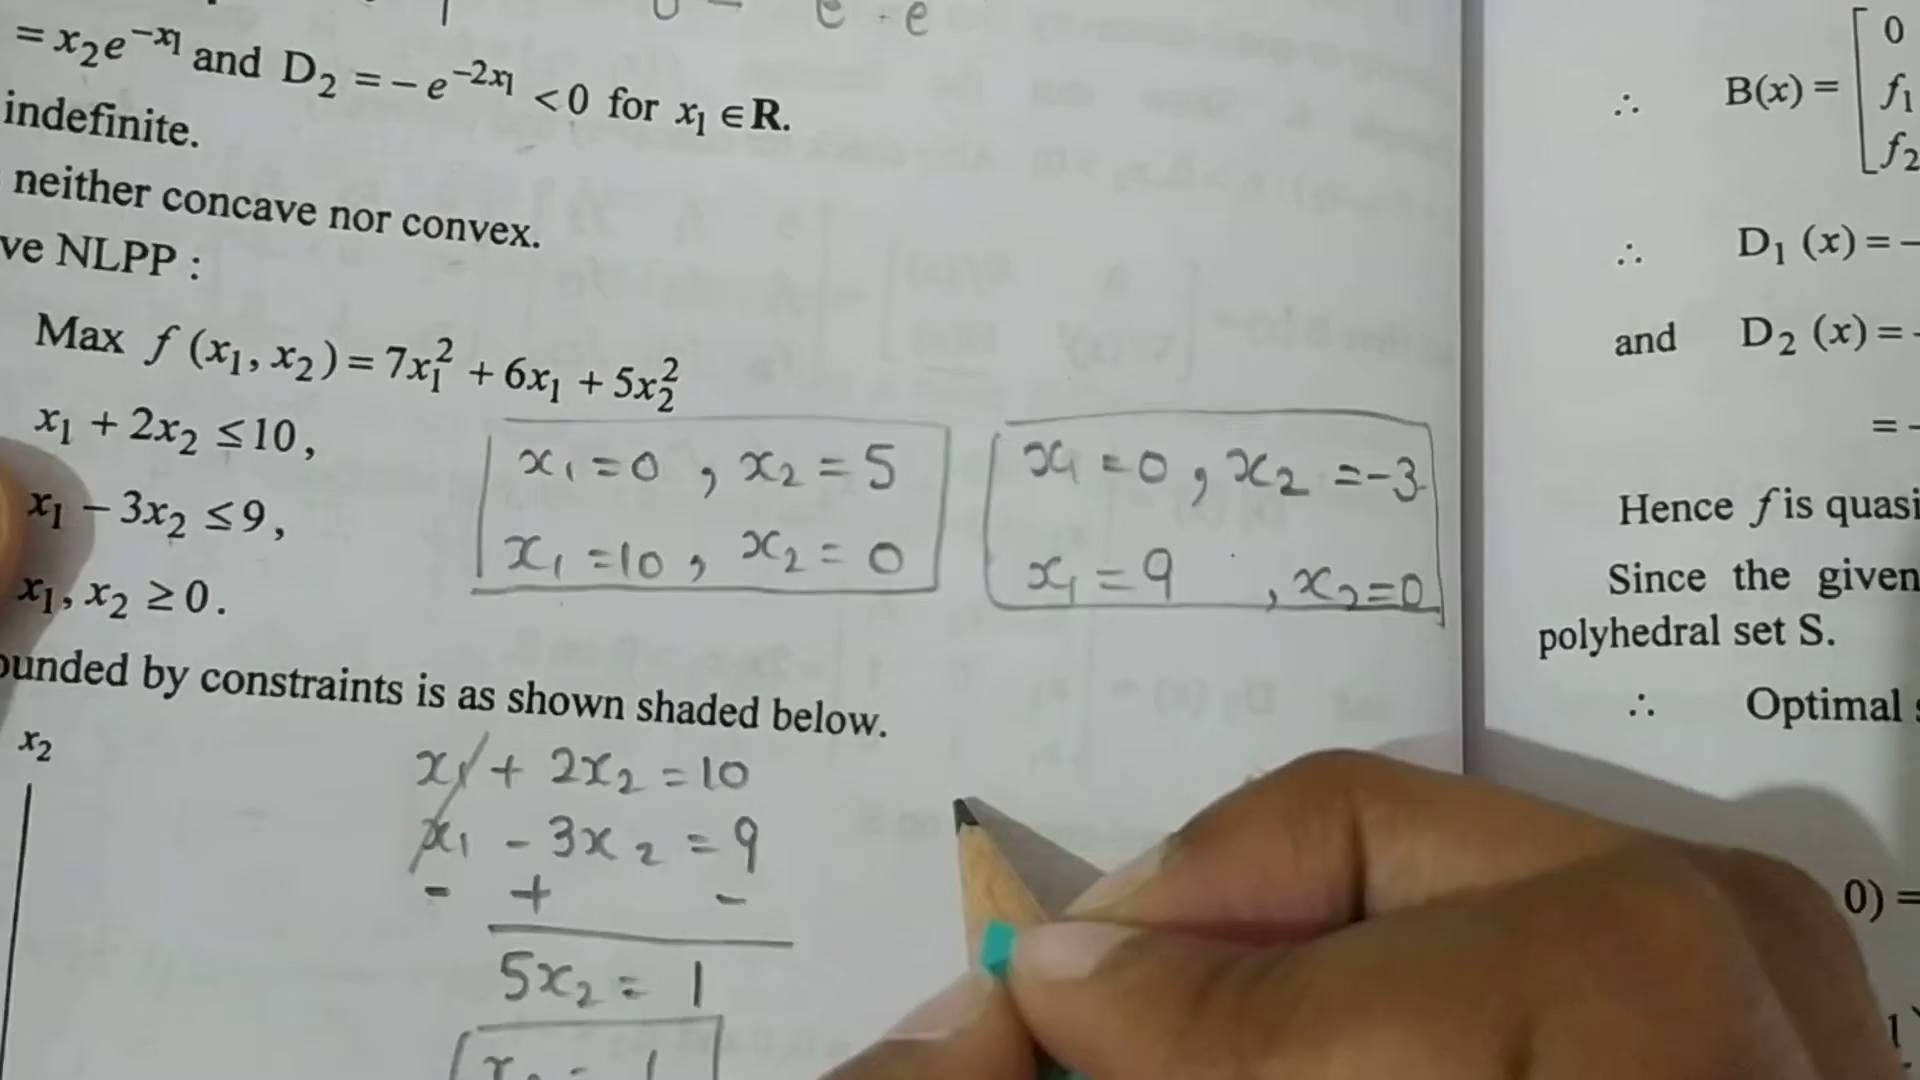 = x₂e^{-x₁} and D₂ = -e^{-2x₁} < 0 for x₁ ∈ R.
indefinite.
neither concave nor convex.
ve NLPP :
Max f (x₁, x₂) = 7x₁² + 6x₁ + 5x₂²
x₁ + 2x₂ ≤ 10,
x₁ - 3x₂ ≤ 9,
x₁, x₂ ≥ 0.
x₁ = 0 , x₂ = 5
x₁ = 10 , x₂ = 0
x₁ = 0 , x₂ = -3
x₁ = 9 , x₂ = 0
ounded by constraints is as shown shaded below.
x₂
x₁ + 2x₂ = 10
x₁ - 3x₂ = 9
- + -
5x₂ = 1
∴ B(x) = [0
f₁
f₂
∴ D₁ (x) = -
and D₂ (x) = -
= -
Hence f is quasi
Since the given
polyhedral set S.
∴ Optimal
0) =